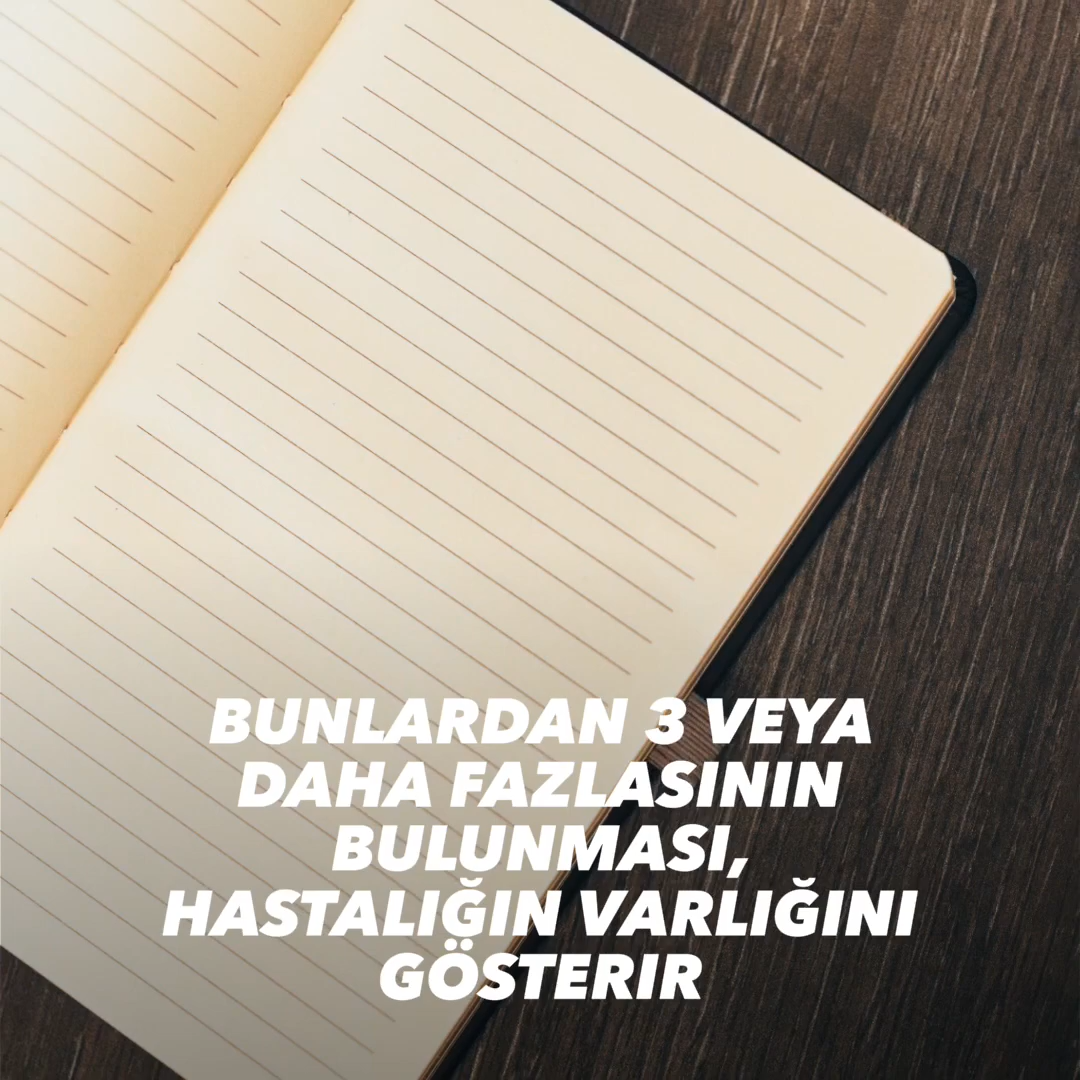 BUNLARDAN 3 VEYA
DAHA FAZLASININ
BULUNMASI,
HASTALIĞIN VARLIĞINI
GÖSTERIR